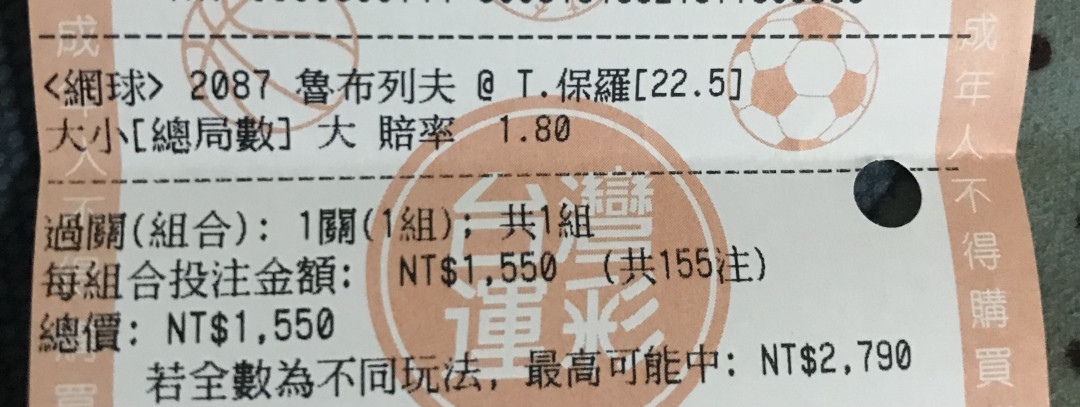 <網球> 2087 魯布列夫 @ T.保羅[22.5]
大小[總局數] 大 賠率 1.80
過關(組合): 1關(1組); 共1組
每組合投注金額: NT$1,550 (共155注)
總價: NT$1,550
若全數為不同玩法, 最高可能中: NT$2,790
台灣
運彩
成年人不得購買